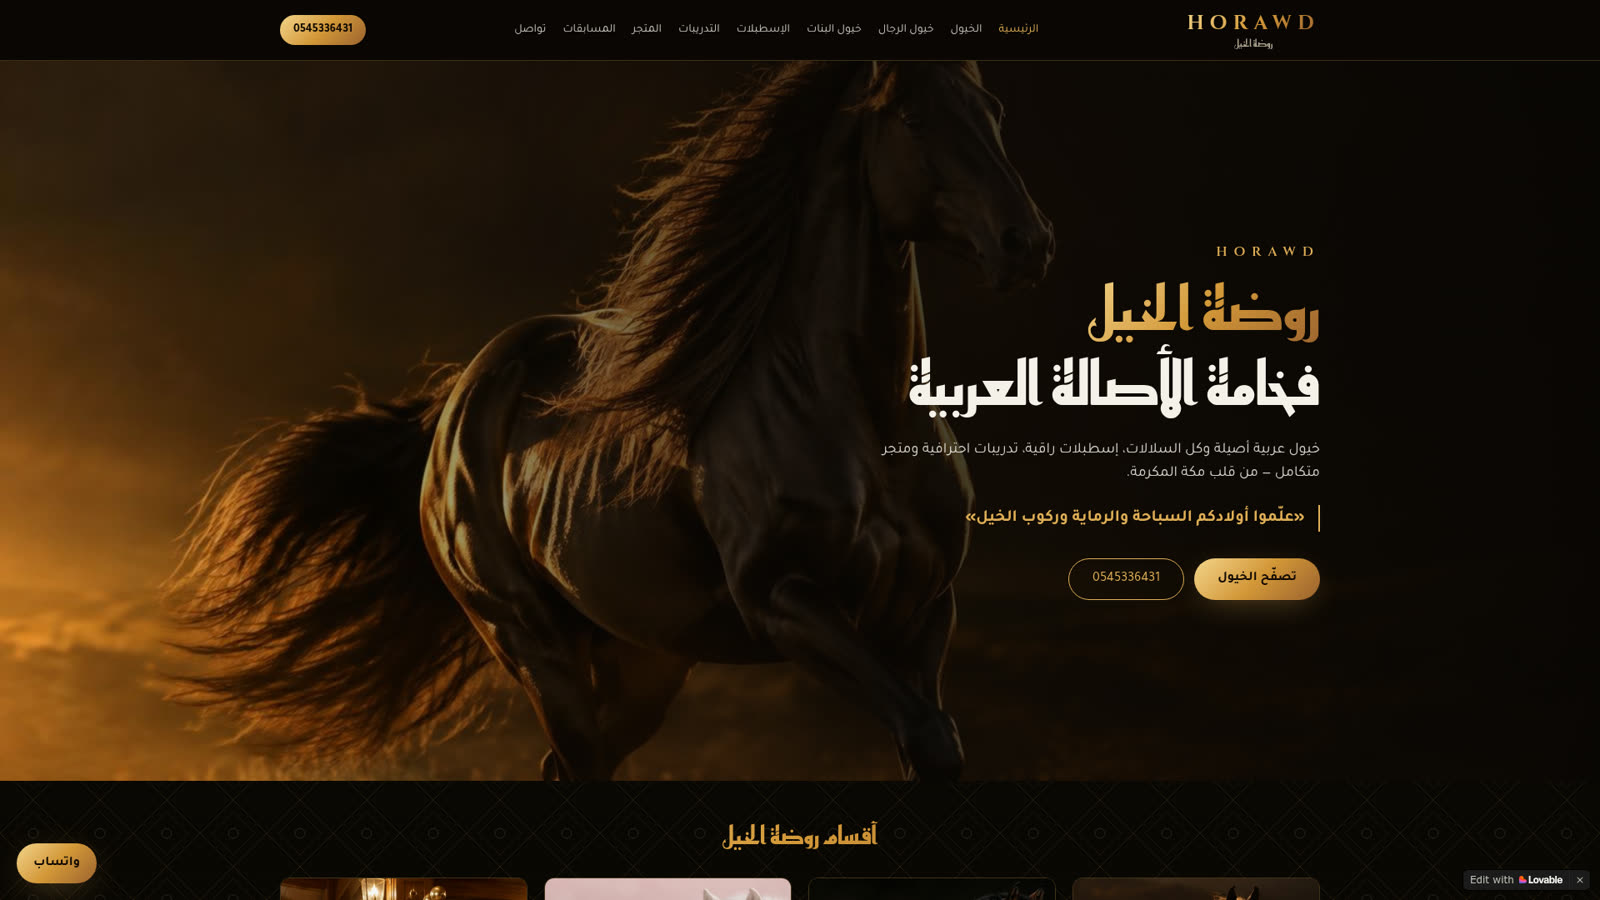 HORAWD
روضة الخيل
الرئيسية
الخيول
خيول الرجال
خيول البنات
الإسطبلات
التدريبات
المتجر
المسابقات
تواصل
0545336431
HORAWD
روضة الخيل
فخامة الأصالة العربية
خيول عربية أصيلة وكل السلالات، إسطبلات راقية، تدريبات احترافية ومتجر
متكامل — من قلب مكة المكرمة.
«علّموا أولادكم السباحة والرماية وركوب الخيل»
تصفّح الخيول
0545336431
أقسام روضة الخيل
واتساب
Edit with Lovable ×